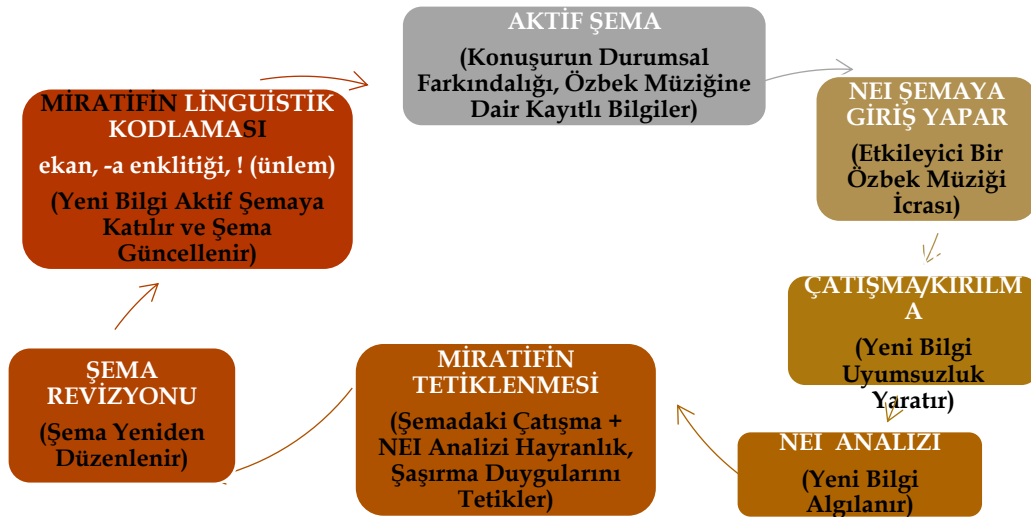 AKTİF ŞEMA
(Konuşurun Durumsal
Farkındalığı, Özbek Müziğine
Dair Kayıtlı Bilgiler)
NEI ŞEMAYA
GİRİŞ YAPAR
(Etkileyici Bir
Özbek Müziği
İcrası)
ÇATIŞMA/KIRILM
A
(Yeni Bilgi
Uyumsuzluk
Yaratır)
NEI ANALIZI
(Yeni Bilgi
Algılanır)
MİRATİFİN
TETİKLENMESİ
(Şemadaki Çatışma +
NEI Analizi Hayranlık,
Şaşırma Duygularını
Tetikler)
ŞEMA
REVİZYONU
(Şema Yeniden
Düzenlenir)
MİRATİFİN LİNGUİSTİK
KODLAMASI
ekan, -a enklitiği, ! (ünlem)
(Yeni Bilgi Aktif Şemaya
Katılır ve Şema
Güncellenir)